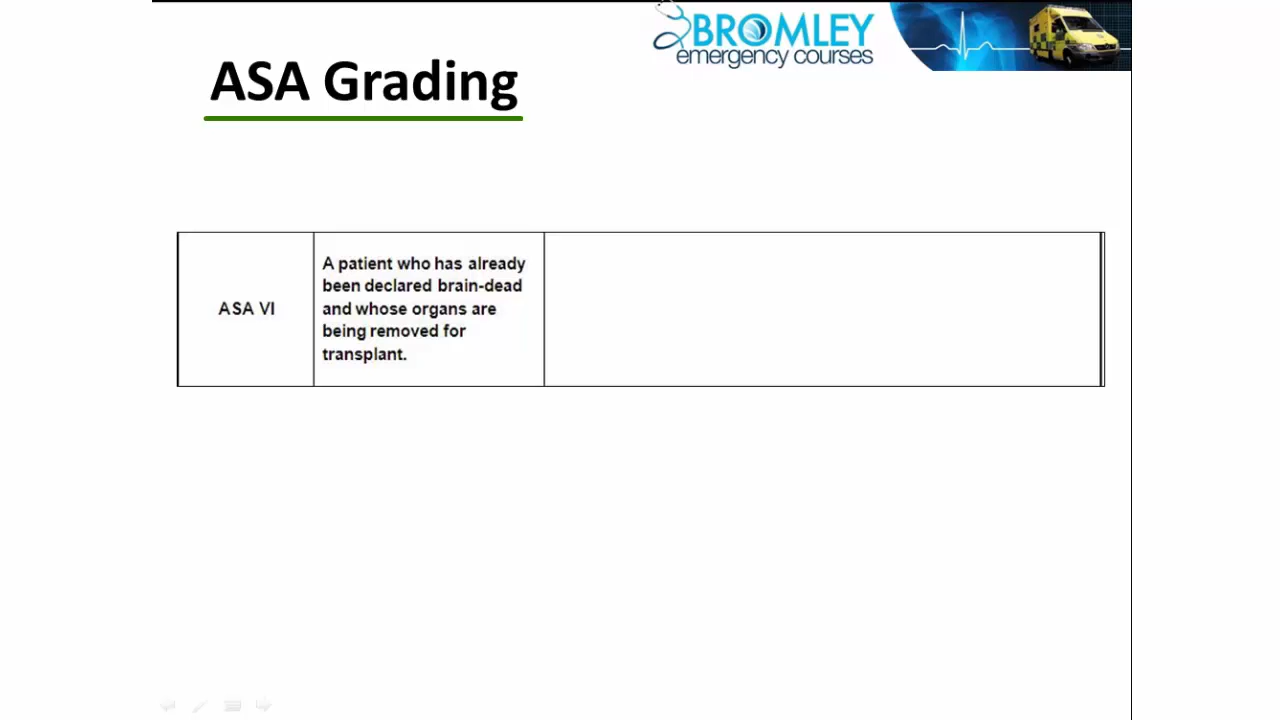 BROMLEY
emergency courses
ASA Grading
ASA VI
A patient who has already
been declared brain-dead
and whose organs are
being removed for
transplant.